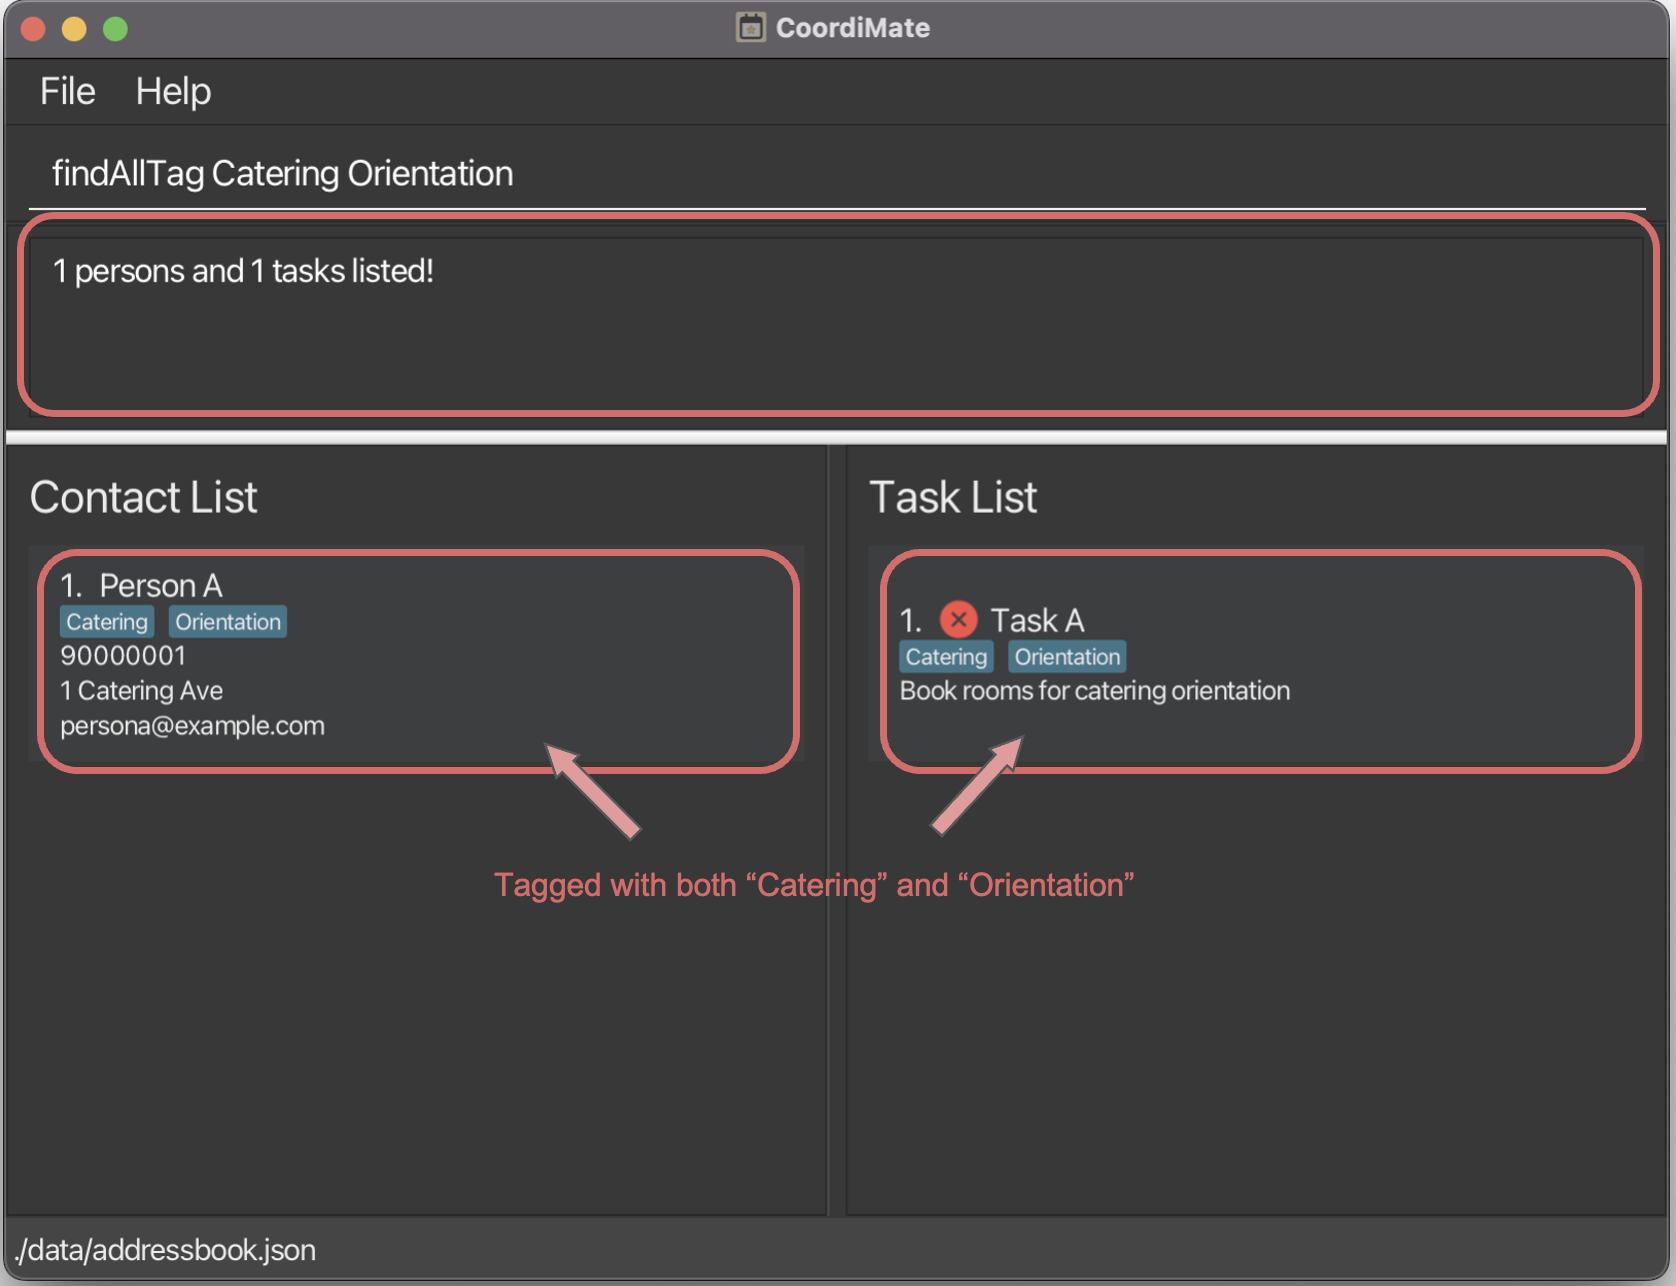 CoordiMate
File Help
findAllTag Catering Orientation
1 persons and 1 tasks listed!
Contact List
1. Person A
Catering Orientation
90000001
1 Catering Ave
persona@example.com
Task List
1. Task A
Catering Orientation
Book rooms for catering orientation
Tagged with both “Catering” and “Orientation”
./data/addressbook.json